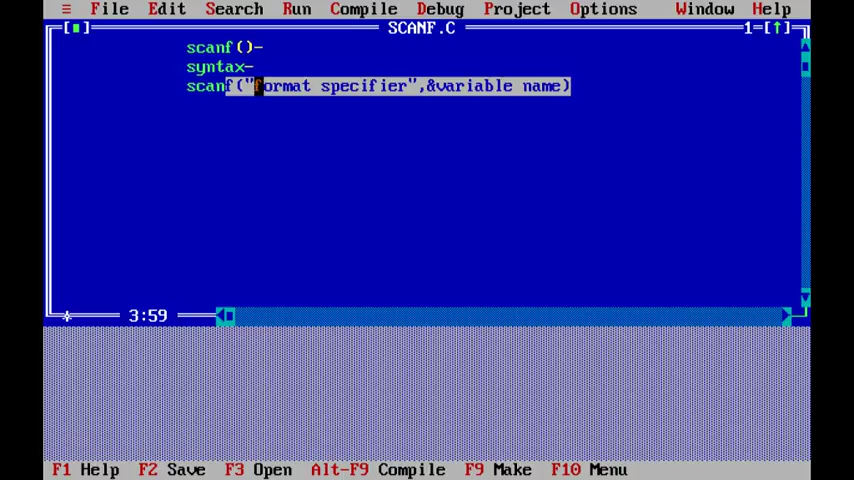 ≡ File Edit Search Run Compile Debug Project Options Window Help
[■] SCANF.C 1=[↑]
scanf()-
syntax-
scanf("format specifier",&variable name)
3:59
F1 Help F2 Save F3 Open Alt-F9 Compile F9 Make F10 Menu